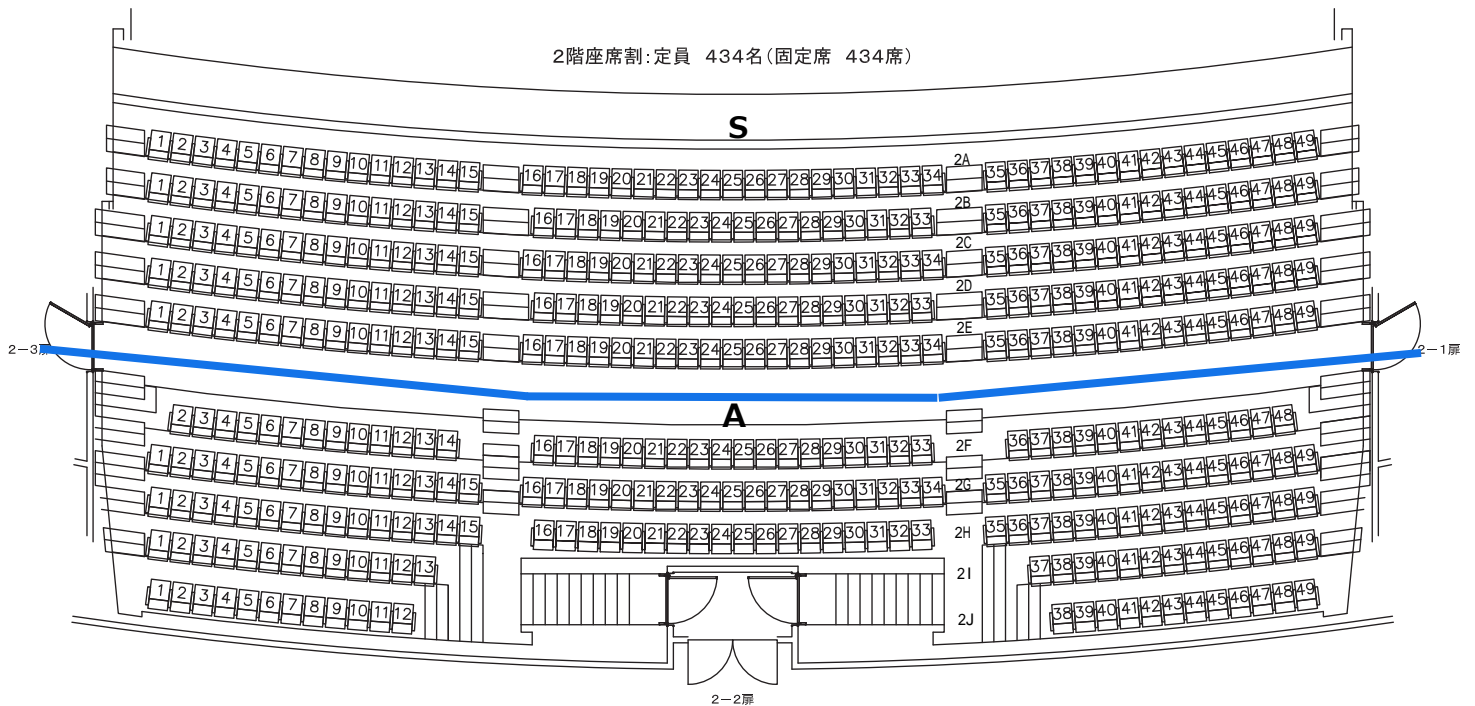 2階座席割:定員 434名(固定席 434席)
S
2A
1 2 3 4 5 6 7 8 9 10 11 12 13 14 15 16 17 18 19 20 21 22 23 24 25 26 27 28 29 30 31 32 33 34 35 36 37 38 39 40 41 42 43 44 45 46 47 48 49
2B
1 2 3 4 5 6 7 8 9 10 11 12 13 14 15 16 17 18 19 20 21 22 23 24 25 26 27 28 29 30 31 32 33 35 36 37 38 39 40 41 42 43 44 45 46 47 48 49
2C
1 2 3 4 5 6 7 8 9 10 11 12 13 14 15 16 17 18 19 20 21 22 23 24 25 26 27 28 29 30 31 32 33 34 35 36 37 38 39 40 41 42 43 44 45 46 47 48 49
2D
1 2 3 4 5 6 7 8 9 10 11 12 13 14 15 16 17 18 19 20 21 22 23 24 25 26 27 28 29 30 31 32 33 35 36 37 38 39 40 41 42 43 44 45 46 47 48 49
2E
1 2 3 4 5 6 7 8 9 10 11 12 13 14 15 16 17 18 19 20 21 22 23 24 25 26 27 28 29 30 31 32 33 34 35 36 37 38 39 40 41 42 43 44 45 46 47 48 49
2-3扉
2-1扉
A
2 3 4 5 6 7 8 9 10 11 12 13 14 16 17 18 19 20 21 22 23 24 25 26 27 28 29 30 31 32 33 2F 36 37 38 39 40 41 42 43 44 45 46 47 48
1 2 3 4 5 6 7 8 9 10 11 12 13 14 15 16 17 18 19 20 21 22 23 24 25 26 27 28 29 30 31 32 33 34 2G 35 36 37 38 39 40 41 42 43 44 45 46 47 48 49
1 2 3 4 5 6 7 8 9 10 11 12 13 14 15 16 17 18 19 20 21 22 23 24 25 26 27 28 29 30 31 32 33 2H 35 36 37 38 39 40 41 42 43 44 45 46 47 48 49
1 2 3 4 5 6 7 8 9 10 11 12 13 2I 37 38 39 40 41 42 43 44 45 46 47 48 49
1 2 3 4 5 6 7 8 9 10 11 12 2J 38 39 40 41 42 43 44 45 46 47 48 49
2-2扉